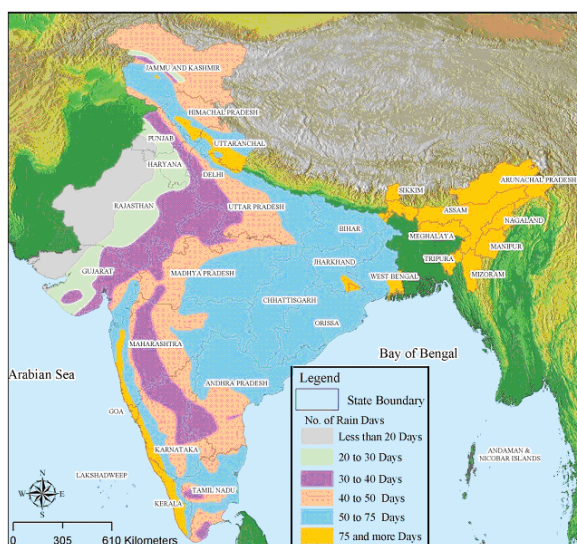 JAMMU AND KASHMIR
HIMACHAL PRADESH
PUNJAB
UTTARANCHAL
HARYANA
DELHI
ARUNACHAL PRADESH
SIKKIM
RAJASTHAN
UTTAR PRADESH
ASSAM
NAGALAND
BIHAR
MEGHALAYA
MANIPUR
JHARKHAND
TRIPURA
GUJARAT
MADHYA PRADESH
WEST BENGAL
MIZORAM
CHHATTISGARH
ORISSA
MAHARASHTRA
Bay of Bengal
Arabian Sea
ANDHRA PRADESH
GOA
KARNATAKA
LAKSHADWEEP
TAMIL NADU
KERALA
ANDAMAN &
NICOBAR ISLANDS
N
W E
S
0 305 610 Kilometers
Legend
State Boundary
No. of Rain Days
Less than 20 Days
20 to 30 Days
30 to 40 Days
40 to 50 Days
50 to 75 Days
75 and more Days